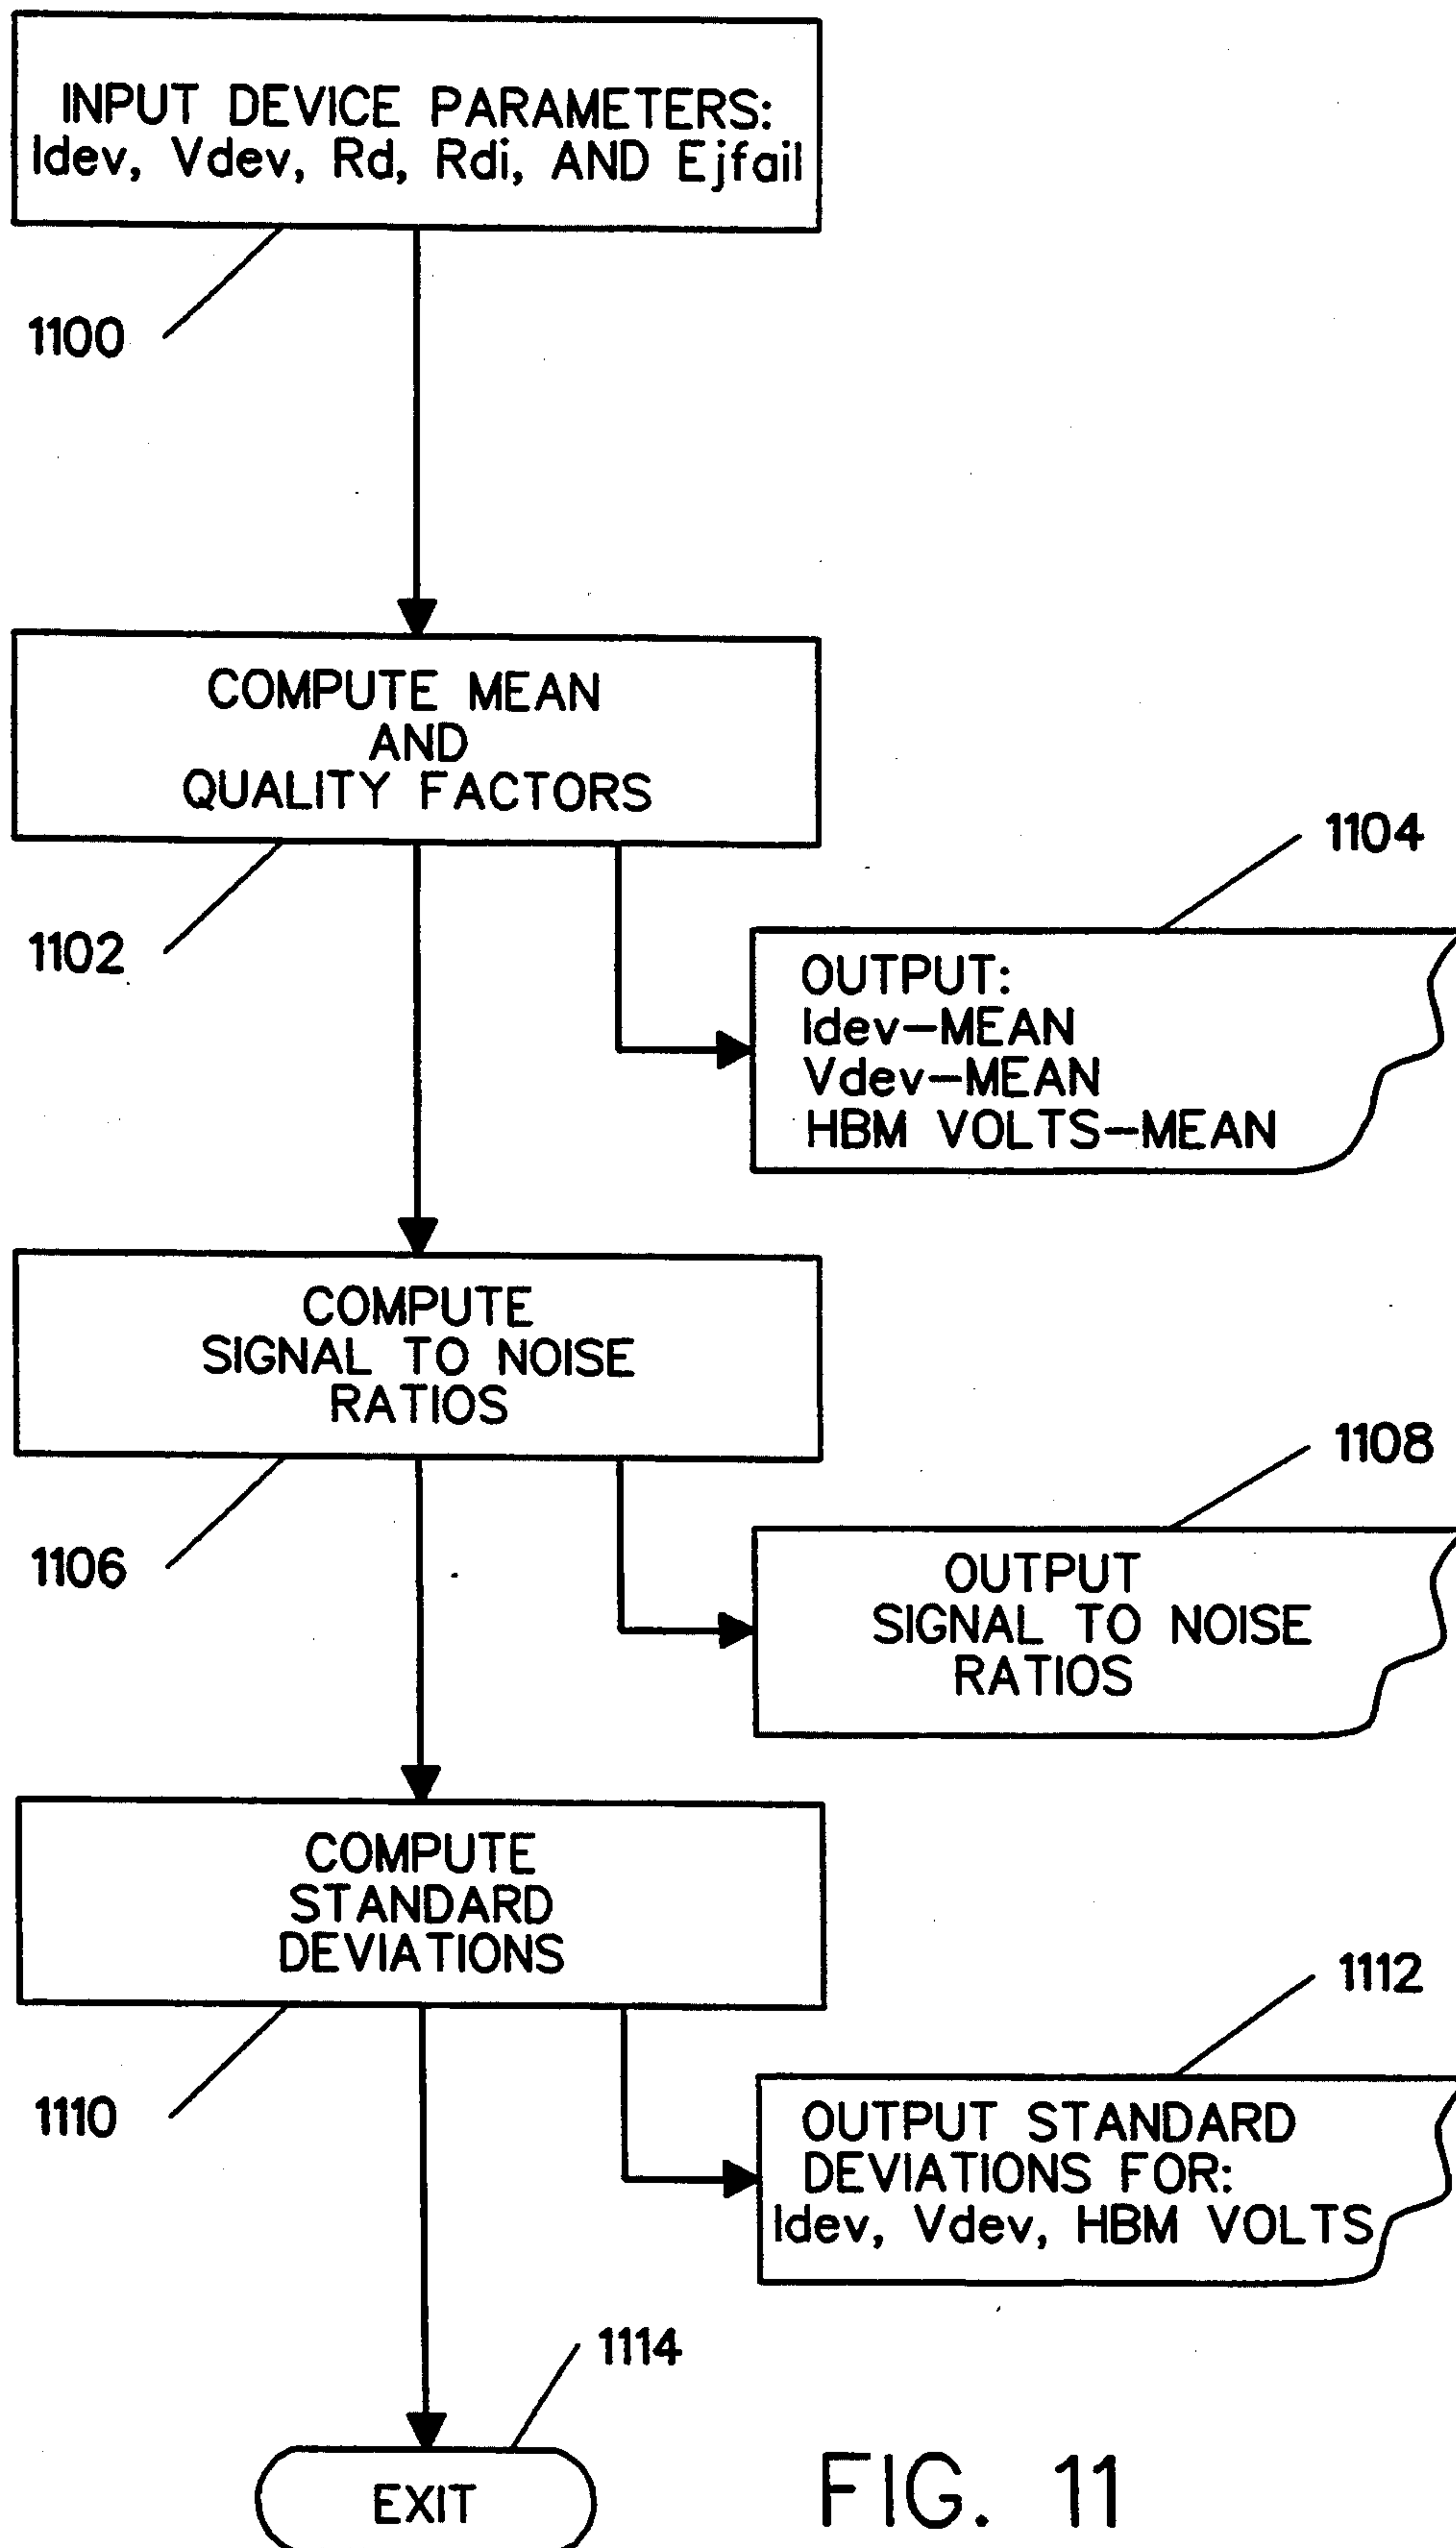 INPUT DEVICE PARAMETERS:
Idev, Vdev, Rd, Rdi, AND Ejfail
1100
COMPUTE MEAN
AND
QUALITY FACTORS
1102
1104
OUTPUT:
Idev-MEAN
Vdev-MEAN
HBM VOLTS-MEAN
COMPUTE
SIGNAL TO NOISE
RATIOS
1106
1108
OUTPUT
SIGNAL TO NOISE
RATIOS
COMPUTE
STANDARD
DEVIATIONS
1110
1112
OUTPUT STANDARD
DEVIATIONS FOR:
Idev, Vdev, HBM VOLTS
1114
EXIT
FIG. 11